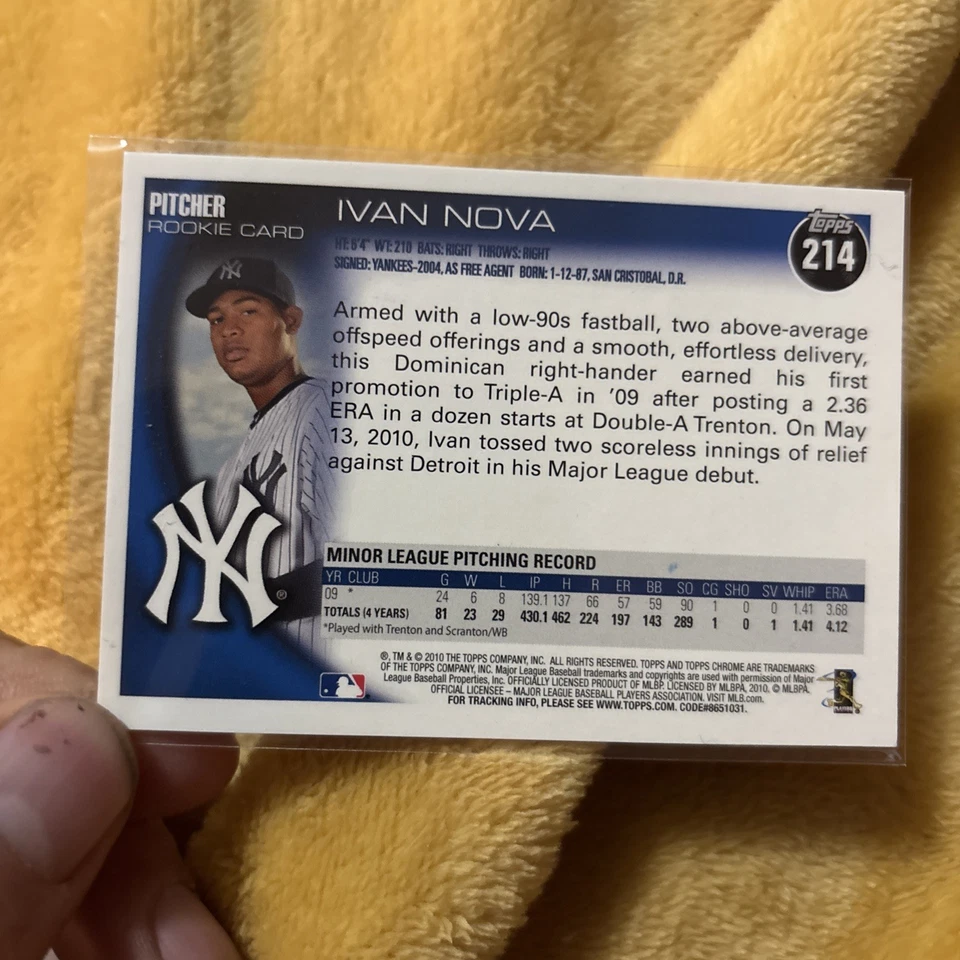 PITCHER
ROOKIE CARD
IVAN NOVA
Topps
214
HT: 6'4" WT: 210 BATS: RIGHT THROWS: RIGHT
SIGNED: YANKEES-2004, AS FREE AGENT BORN: 1-12-87, SAN CRISTOBAL, D.R.
Armed with a low-90s fastball, two above-average
offspeed offerings and a smooth, effortless delivery,
this Dominican right-hander earned his first
promotion to Triple-A in '09 after posting a 2.36
ERA in a dozen starts at Double-A Trenton. On May
13, 2010, Ivan tossed two scoreless innings of relief
against Detroit in his Major League debut.
NY
NY
NY®
MINOR LEAGUE PITCHING RECORD
YR CLUB G W L IP H R ER BB SO CG SHO SV WHIP ERA
09 * 24 6 8 139.1 137 66 57 59 90 1 0 0 1.41 3.68
TOTALS (4 YEARS) 81 23 29 430.1 462 224 197 143 289 1 0 1 1.41 4.12
*Played with Trenton and Scranton/WB
®, TM & © 2010 THE TOPPS COMPANY, INC. ALL RIGHTS RESERVED. TOPPS AND TOPPS CHROME ARE TRADEMARKS
OF THE TOPPS COMPANY, INC. Major League Baseball trademarks and copyrights are used with permission of Major
League Baseball Properties, Inc. OFFICIALLY LICENSED PRODUCT OF MLBP. LICENSED BY MLBPA, 2010. © MLBPA.
OFFICIAL LICENSEE – MAJOR LEAGUE BASEBALL PLAYERS ASSOCIATION. VISIT MLB.com.
FOR TRACKING INFO, PLEASE SEE WWW.TOPPS.COM. CODE#8651031.